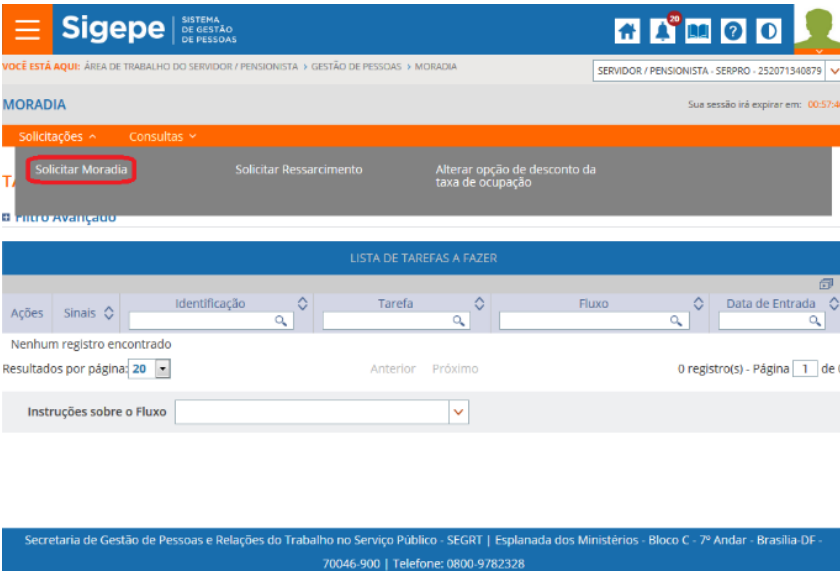 Sigepe
SISTEMA
DE GESTÃO
DE PESSOAS
20
VOCÊ ESTÁ AQUI: ÁREA DE TRABALHO DO SERVIDOR / PENSIONISTA > GESTÃO DE PESSOAS > MORADIA
SERVIDOR / PENSIONISTA - SERPRO - 252071340879
MORADIA
Sua sessão irá expirar em: 00:57:4
Solicitações Consultas
Solicitar Moradia Solicitar Ressarcimento Alterar opção de desconto da
taxa de ocupação
Filtro Avançado
LISTA DE TAREFAS A FAZER
Ações Sinais Identificação Tarefa Fluxo Data de Entrada
Nenhum registro encontrado
Resultados por página: 20 Anterior Próximo 0 registro(s) - Página 1 de
Instruções sobre o Fluxo
Secretaria de Gestão de Pessoas e Relações do Trabalho no Serviço Público - SEGRT | Esplanada dos Ministérios - Bloco C - 7º Andar - Brasília-DF -
70046-900 | Telefone: 0800-9782328